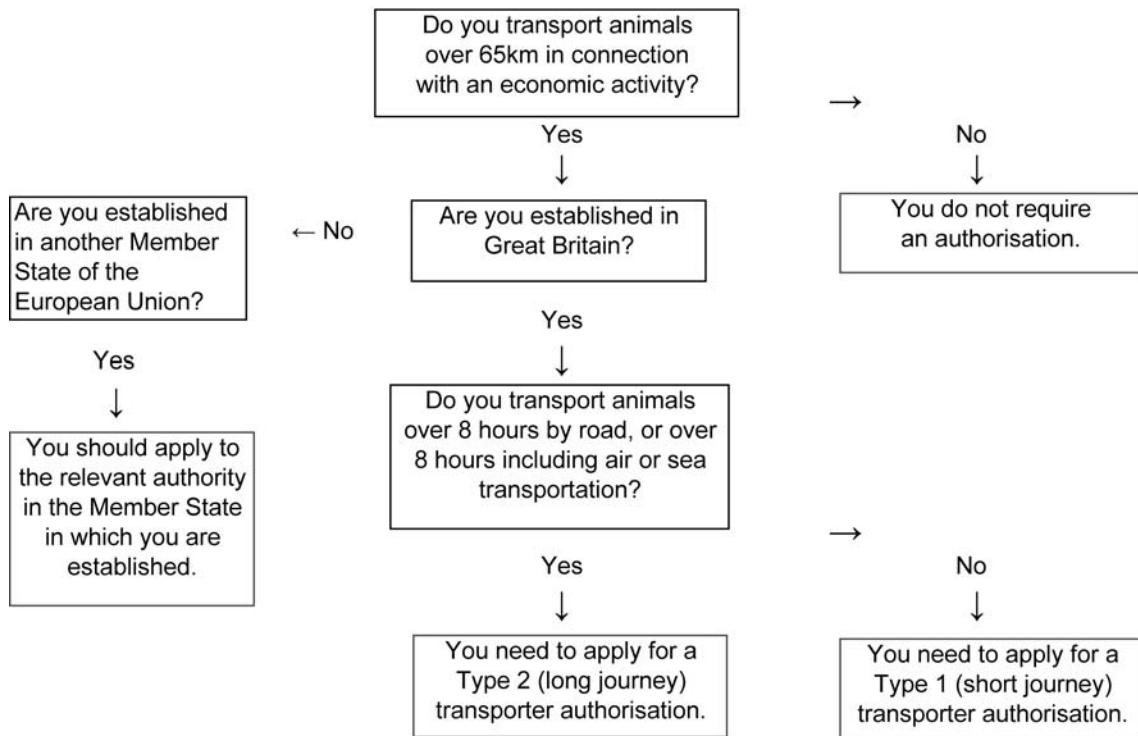 Do you transport animals
over 65km in connection
with an economic activity?
→
Yes
↓
No
↓
Are you established
in another Member
State of the
European Union?
← No
Are you established in
Great Britain?
You do not require
an authorisation.
Yes
↓
Yes
↓
You should apply to
the relevant authority
in the Member State
in which you are
established.
Do you transport animals
over 8 hours by road, or over
8 hours including air or sea
transportation?
→
Yes
↓
No
↓
You need to apply for a
Type 2 (long journey)
transporter authorisation.
You need to apply for a
Type 1 (short journey)
transporter authorisation.